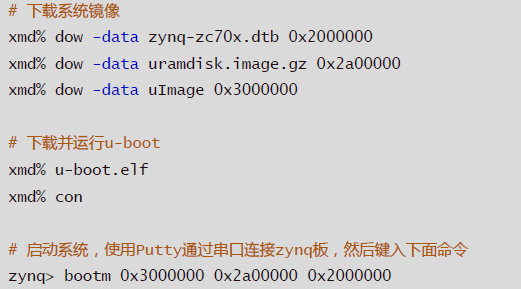 # 下载系统镜像
xmd% dow -data zynq-zc70x.dtb 0x2000000
xmd% dow -data uramdisk.image.gz 0x2a00000
xmd% dow -data uImage 0x3000000
# 下载并运行u-boot
xmd% u-boot.elf
xmd% con
# 启动系统，使用Putty通过串口连接zynq板，然后键入下面命令
zynq> bootm 0x3000000 0x2a00000 0x2000000